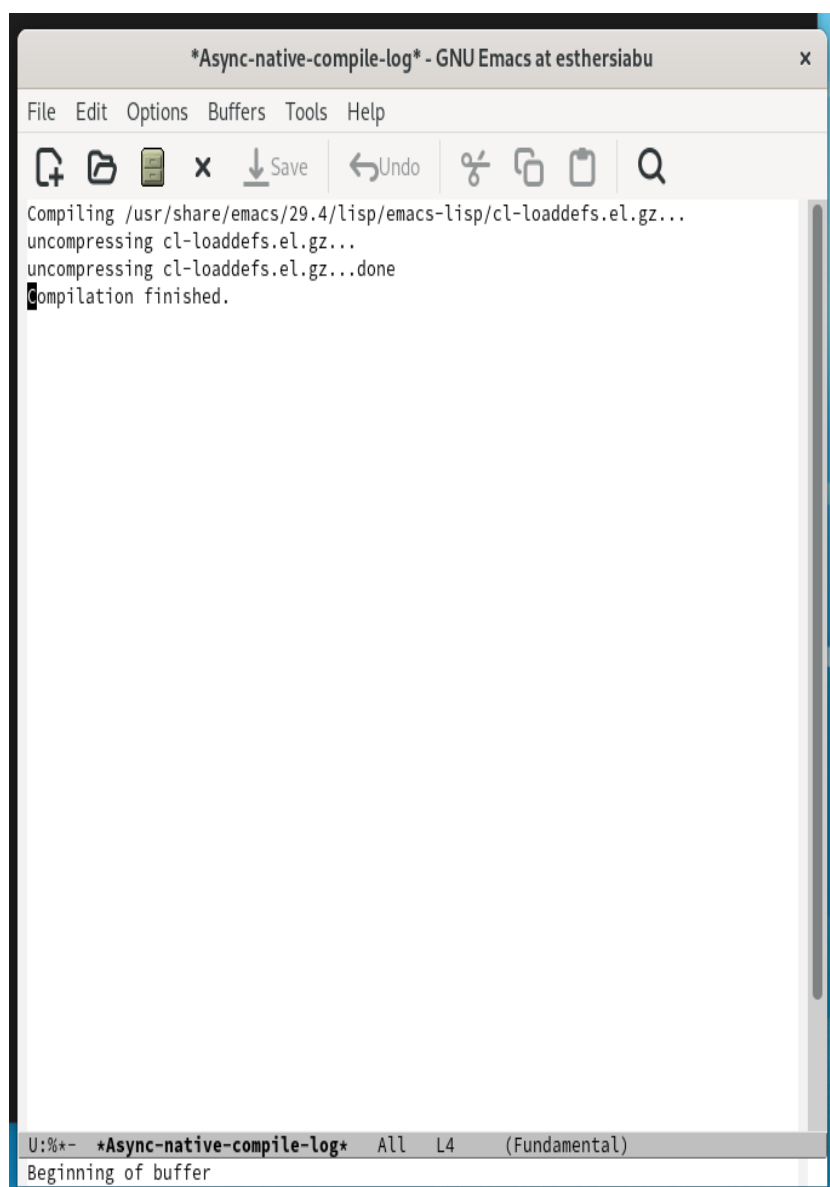 *Async-native-compile-log* - GNU Emacs at esthersiabu
File Edit Options Buffers Tools Help
Save Undo
Compiling /usr/share/emacs/29.4/lisp/emacs-lisp/cl-loaddefs.el.gz...
uncompressing cl-loaddefs.el.gz...
uncompressing cl-loaddefs.el.gz...done
Compilation finished.
U:%*- *Async-native-compile-log* All L4 (Fundamental)
Beginning of buffer